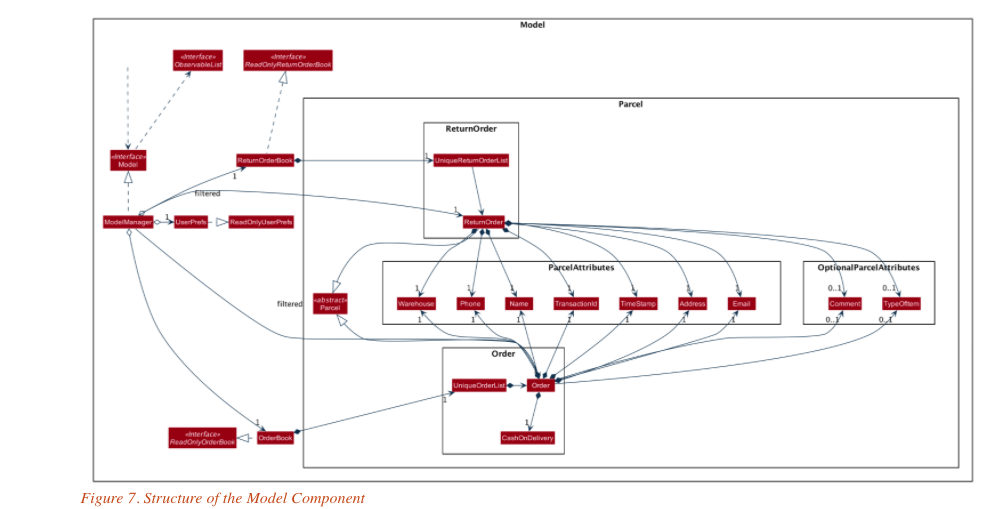 Model
«Interface»
ObservableList
«Interface»
ReadOnlyReturnOrderBook
Parcel
ReturnOrder
«Interface»
Model
ReturnOrderBook
1
UniqueReturnOrderList
1
filtered
1
ModelManager
1
UserPrefs
ReadOnlyUserPrefs
ReturnOrder
ParcelAttributes
OptionalParcelAttributes
filtered
«abstract»
Parcel
1 1 1 1 1 1 1 0..1 0..1
Warehouse Phone Name TransactionId TimeStamp Address Email Comment TypeOfItem
1 1 1 1 1 1 1 0..1 0..1
Order
UniqueOrderList
Order
1
1
1
«Interface»
ReadOnlyOrderBook
OrderBook
CashOnDelivery
Figure 7. Structure of the Model Component